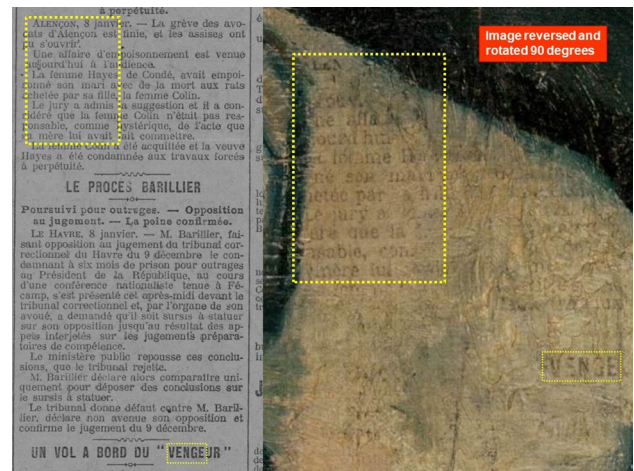 à perpétuité.
ALENÇON, 8 janvier. — La grève des avo-
cats d'Alençon est finie, et les assises ont
pu s'ouvrir.
Une affaire d'empoisonnement est venue
aujourd'hui à l'audience.
La femme Hayes, de Condé, avait empoi-
sonné son mari avec de la mort aux rats
achetée par sa fille, la femme Colin.
Le jury a admis la suggestion et il a con-
sidéré que la femme Colin n'était pas res-
ponsable, comme hystérique, de l'acte que
sa mère lui avait fait commettre.
La femme Colin a été acquittée et la veuve
Hayes a été condamnée aux travaux forcés
à perpétuité.
LE PROCÈS BARILLIER
Poursuivi pour outrages. — Opposition
au jugement. — La peine confirmée.
LE HAVRE, 8 janvier. — M. Barillier, fai-
sant opposition au jugement du tribunal cor-
rectionnel du Havre du 9 décembre le con-
damnant à six mois de prison pour outrages
au Président de la République, au cours
d'une conférence nationaliste tenue à Fé-
camp, s'est présenté cet après-midi devant le
tribunal correctionnel et, par l'organe de son
avoué, a demandé qu'il soit sursis à statuer
sur son opposition jusqu'au résultat des ap-
pels interjetés sur les jugements prépara-
toires de compétence.
Le ministère public repousse ces conclu-
sions, que le tribunal rejette.
M. Barillier déclare alors comparaître uni-
quement pour déposer des conclusions sur
le sursis à statuer.
Le tribunal donne défaut contre M. Baril-
lier, déclare non avenue son opposition et
confirme le jugement du 9 décembre.
UN VOL A BORD DU "VENGEUR"
Image reversed and
rotated 90 degrees
femme Ha
son mari
par
e jury
que la
sable, com
mère lui
VENGE